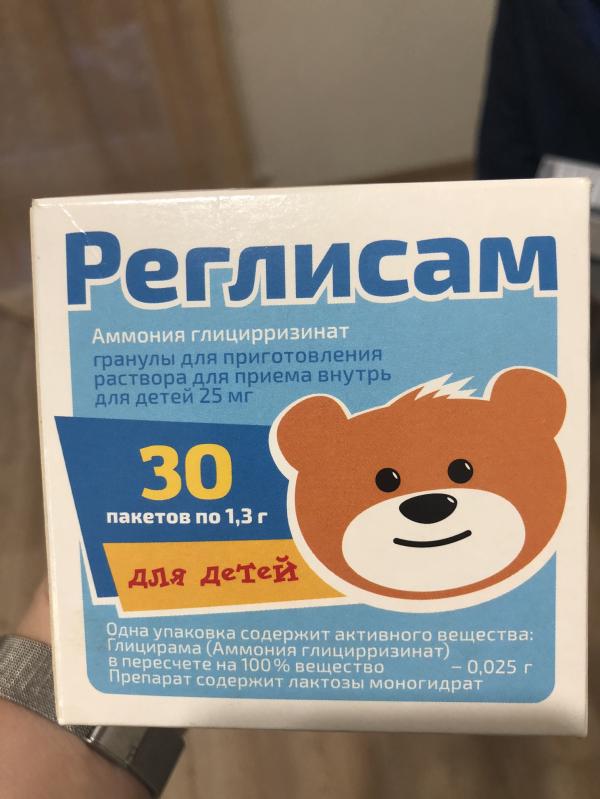 Реглисам
Аммония глицирризинат
гранулы для приготовления
раствора для приема внутрь
для детей 25 мг
30
пакетов по 1,3 г
для детей
Одна упаковка содержит активного вещества:
Глицирама (Аммония глицирризинат)
в пересчете на 100% вещество – 0,025 г
Препарат содержит лактозы моногидрат